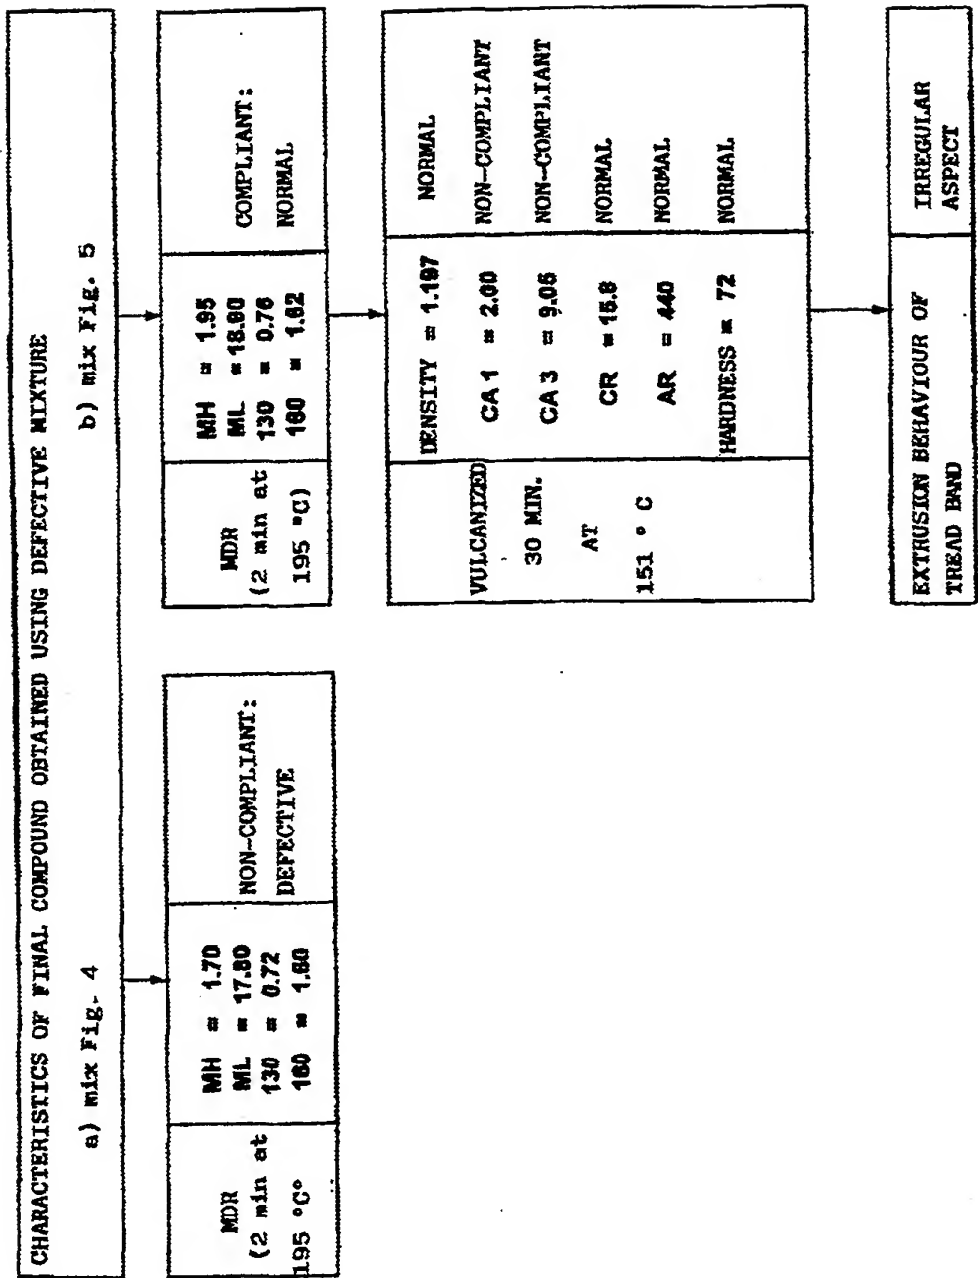 CHARACTERISTICS OF FINAL COMPOUND OBTAINED USING DEFECTIVE MIXTURE
a) mix Fig. 4
b) mix Fig. 5
MDR
(2 min at
195 °C°
MH = 1.70
ML = 17.80
130 = 0.72
160 = 1.60
NON-COMPLIANT:
DEFECTIVE
MDR
(2 min at
195 °C)
MH = 1.95
ML = 18.60
130 = 0.76
160 = 1.62
COMPLIANT:
NORMAL
VULCANIZED
30 MIN.
AT
151 ° C
DENSITY = 1.197
CA 1 = 2.00
CA 3 = 9.05
CR = 15.8
AR = 440
HARDNESS = 72
NORMAL
NON-COMPLIANT
NON-COMPLIANT
NORMAL
NORMAL
NORMAL
EXTRUSION BEHAVIOUR OF
TREAD BAND
IRREGULAR
ASPECT